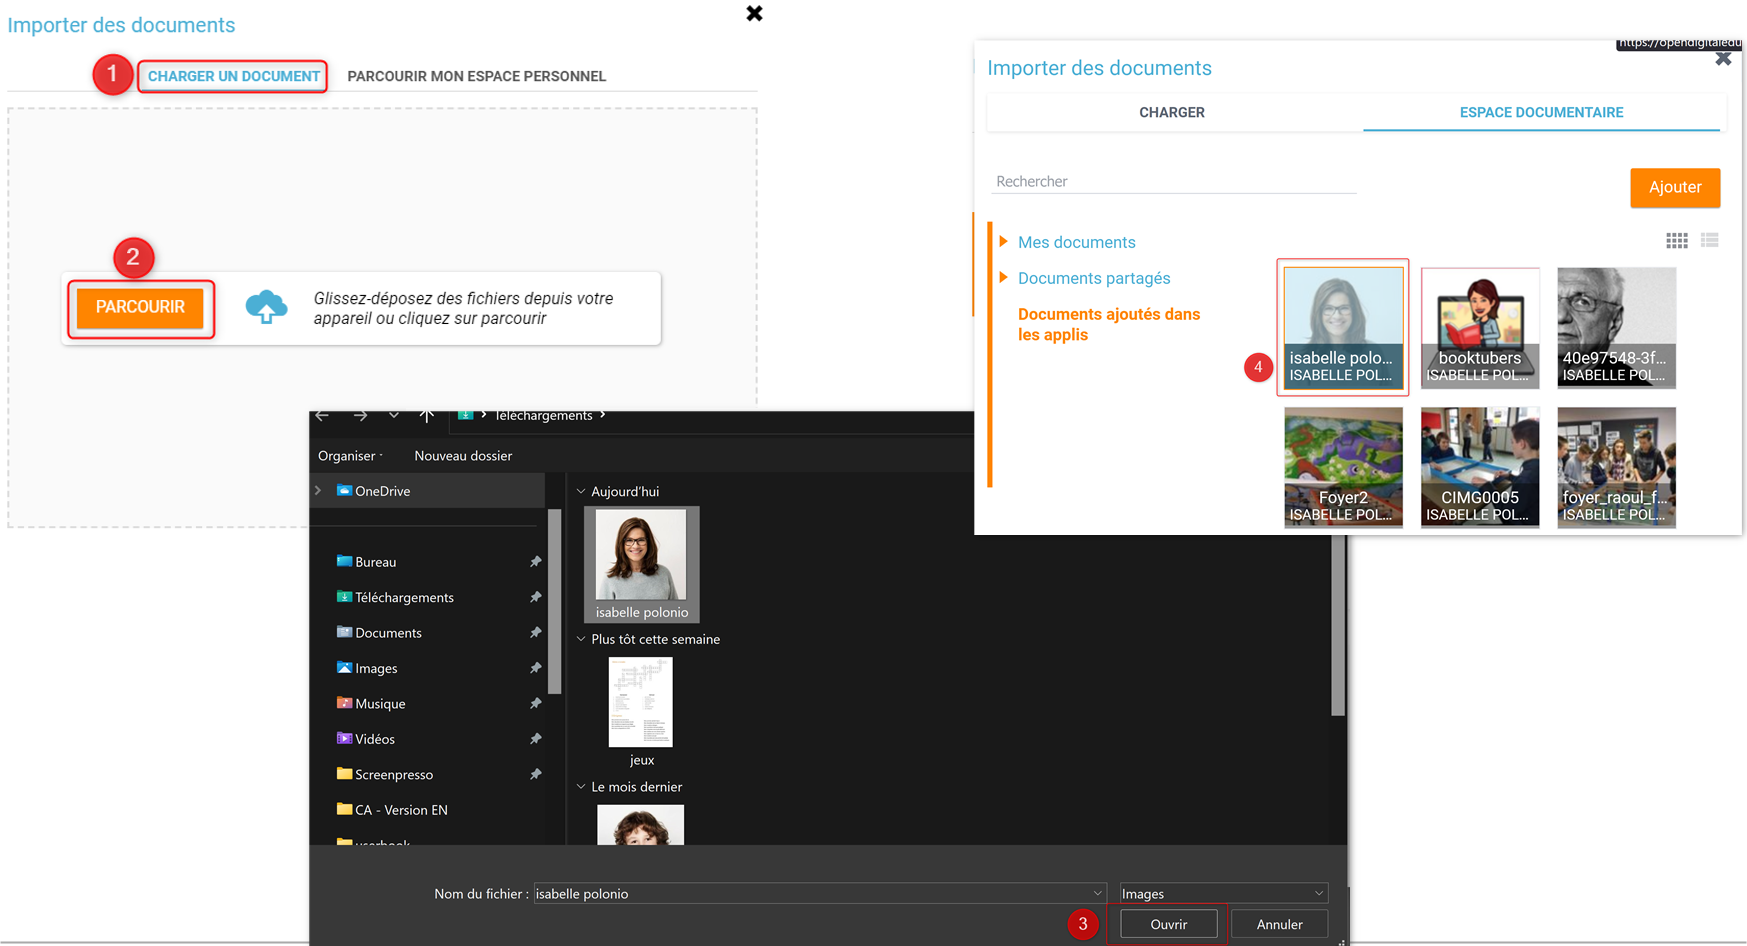 Importer des documents
1
CHARGER UN DOCUMENT
PARCOURIR MON ESPACE PERSONNEL
2
PARCOURIR
Glissez-déposez des fichiers depuis votre
appareil ou cliquez sur parcourir
https://opendigitaledu
Importer des documents
CHARGER
ESPACE DOCUMENTAIRE
Rechercher
Ajouter
Mes documents
Documents partagés
Documents ajoutés dans
les applis
4
isabelle polo...
ISABELLE POL...
booktubers
ISABELLE POL...
40e97548-3f...
ISABELLE POL...
Foyer2
ISABELLE POL...
CIMG0005
ISABELLE POL...
foyer_raoul_f...
ISABELLE POL...
Téléchargements
Organiser
Nouveau dossier
OneDrive
Bureau
Téléchargements
Documents
Images
Musique
Vidéos
Screenpresso
CA - Version EN
userbook
Aujourd'hui
isabelle polonio
Plus tôt cette semaine
jeux
Le mois dernier
Nom du fichier :
isabelle polonio
Images
3
Ouvrir
Annuler